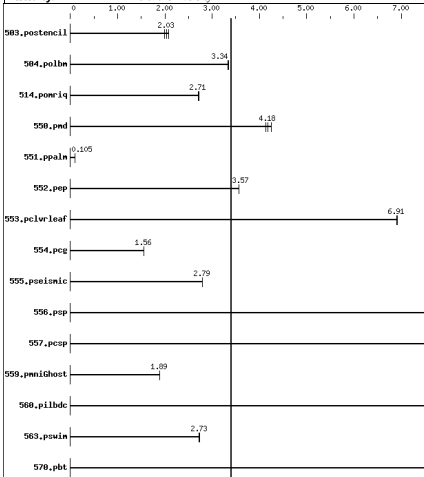 0 1.00 2.00 3.00 4.00 5.00 6.00 7.00
503.postencil 2.03
504.polbm 3.34
514.pomriq 2.71
550.pmd 4.18
551.ppalm 0.105
552.pep 3.57
553.pclvrleaf 6.91
554.pcg 1.56
555.pseismic 2.79
556.psp
557.pcsp
559.pmniGhost 1.89
560.pilbdc
563.pswim 2.73
570.pbt